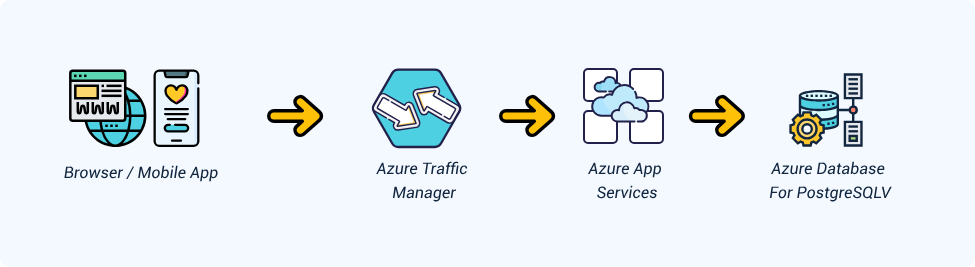 WWW
Browser / Mobile App
Azure Traffic
Manager
Azure App
Services
Azure Database
For PostgreSQLV